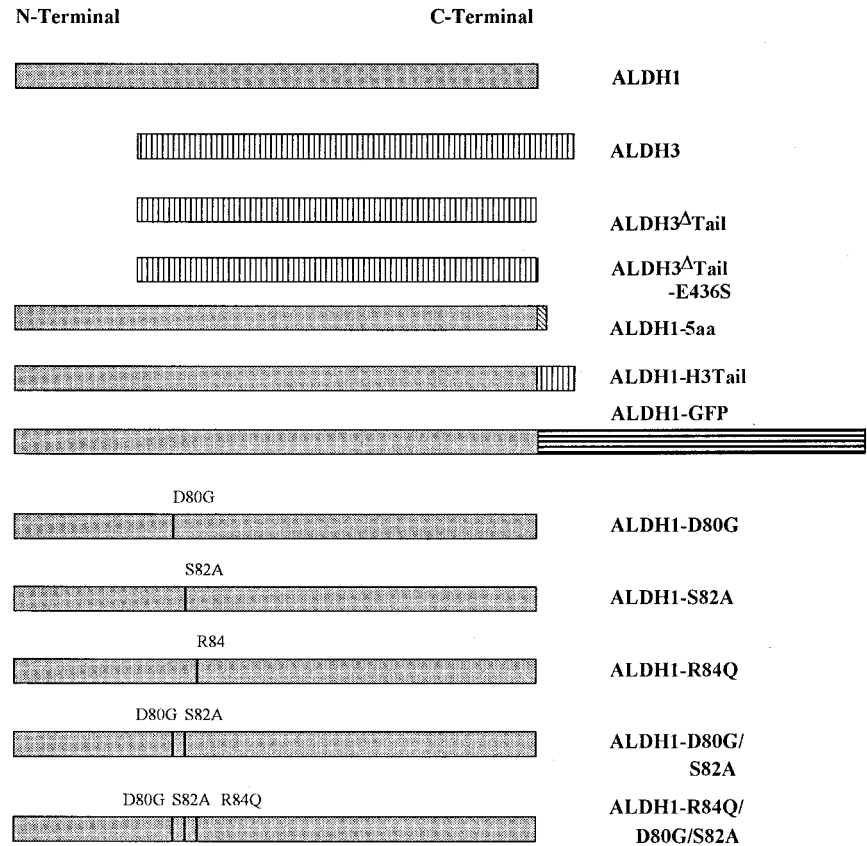 N-Terminal C-Terminal
ALDH1
ALDH3
ALDH3ΔTail
ALDH3ΔTail
-E436S
ALDH1-5aa
ALDH1-H3Tail
ALDH1-GFP
D80G
ALDH1-D80G
S82A
ALDH1-S82A
R84
ALDH1-R84Q
D80G S82A
ALDH1-D80G/
S82A
D80G S82A R84Q
ALDH1-R84Q/
D80G/S82A